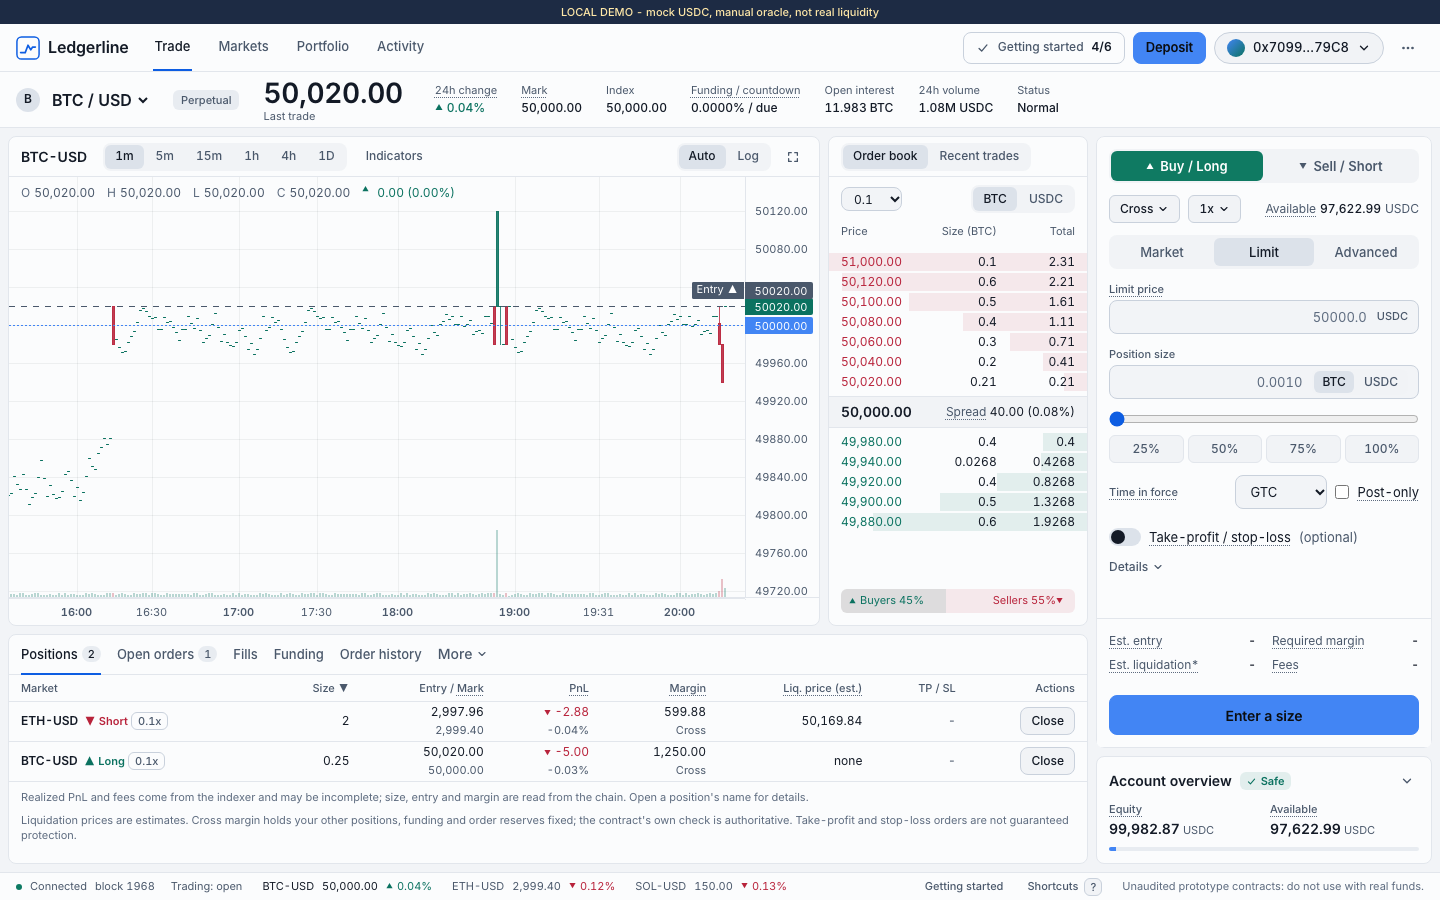 LOCAL DEMO - mock USDC, manual oracle, not real liquidity
Ledgerline Trade Markets Portfolio Activity Getting started 4/6 Deposit 0x7099...79C8
B BTC / USD Perpetual 50,020.00 Last trade
24h change Mark Index Funding / countdown Open interest 24h volume Status
▲ 0.04% 50,000.00 50,000.00 0.0000% / due 11.983 BTC 1.08M USDC Normal
BTC-USD 1m 5m 15m 1h 4h 1D Indicators Auto Log
O 50,020.00 H 50,020.00 L 50,020.00 C 50,020.00 ▲ 0.00 (0.00%)
50120.00
50080.00
Entry ▲ 50020.00
50020.00
50000.00
49960.00
49920.00
49880.00
49840.00
49800.00
49760.00
49720.00
16:00 16:30 17:00 17:30 18:00 19:00 19:31 20:00
Order book Recent trades
0.1 BTC USDC
Price Size (BTC) Total
51,000.00 0.1 2.31
50,120.00 0.6 2.21
50,100.00 0.5 1.61
50,080.00 0.4 1.11
50,060.00 0.3 0.71
50,040.00 0.2 0.41
50,020.00 0.21 0.21
50,000.00 Spread 40.00 (0.08%)
49,980.00 0.4 0.4
49,940.00 0.0268 0.4268
49,920.00 0.4 0.8268
49,900.00 0.5 1.3268
49,880.00 0.6 1.9268
▲ Buyers 45% Sellers 55%▼
▲ Buy / Long ▼ Sell / Short
Cross 1x Available 97,622.99 USDC
Market Limit Advanced
Limit price
50000.0 USDC
Position size
0.0010 BTC USDC
25% 50% 75% 100%
Time in force GTC Post-only
Take-profit / stop-loss (optional)
Details
Est. entry - Required margin -
Est. liquidation* - Fees -
Enter a size
Account overview ✓ Safe
Equity Available
99,982.87 USDC 97,622.99 USDC
Positions 2 Open orders 1 Fills Funding Order history More
Market Size ▼ Entry / Mark PnL Margin Liq. price (est.) TP / SL Actions
ETH-USD ▼ Short 0.1x 2 2,997.96 ▼ -2.88 599.88 50,169.84 - Close
2,999.40 -0.04% Cross
BTC-USD ▲ Long 0.1x 0.25 50,020.00 ▼ -5.00 1,250.00 none - Close
50,000.00 -0.03% Cross
Realized PnL and fees come from the indexer and may be incomplete; size, entry and margin are read from the chain. Open a position's name for details.
Liquidation prices are estimates. Cross margin holds your other positions, funding and order reserves fixed; the contract's own check is authoritative. Take-profit and stop-loss orders are not guaranteed
protection.
Connected block 1968 Trading: open BTC-USD 50,000.00 ▲ 0.04% ETH-USD 2,999.40 ▼ 0.12% SOL-USD 150.00 ▼ 0.13% Getting started Shortcuts ? Unaudited prototype contracts: do not use with real funds.